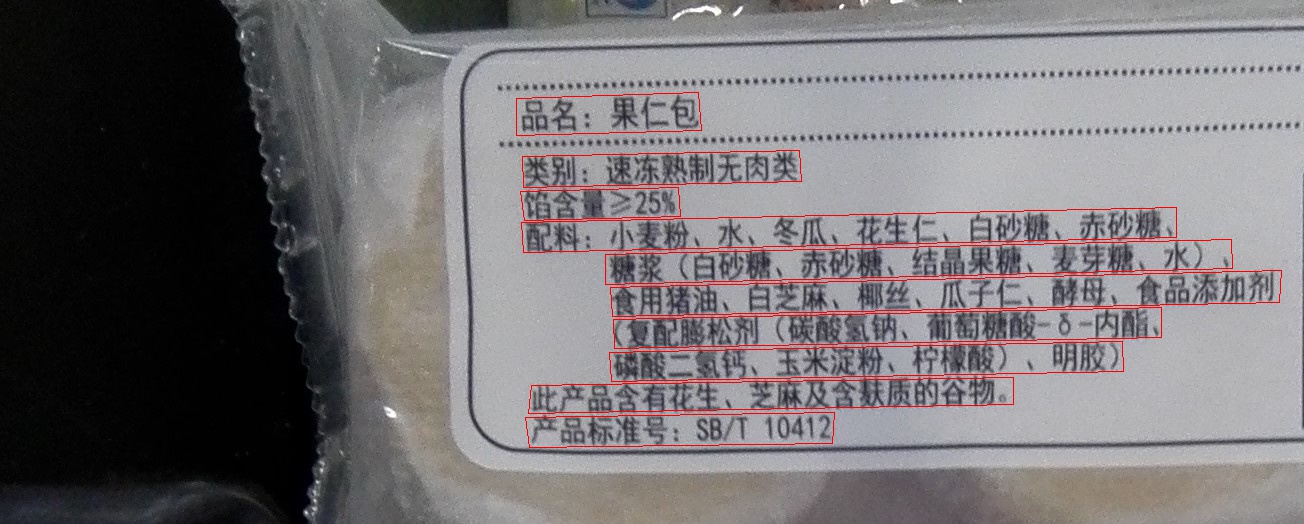 品名：果仁包
类别：速冻熟制无肉类
馅含量≥25%
配料：小麦粉、水、冬瓜、花生仁、白砂糖、赤砂糖、
糖浆（白砂糖、赤砂糖、结晶果糖、麦芽糖、水）、
食用猪油、白芝麻、椰丝、瓜子仁、酵母、食品添加剂
（复配膨松剂（碳酸氢钠、葡萄糖酸-δ-内酯、
磷酸二氢钙、玉米淀粉、柠檬酸）、明胶）
此产品含有花生、芝麻及含麸质的谷物。
产品标准号：SB/T 10412